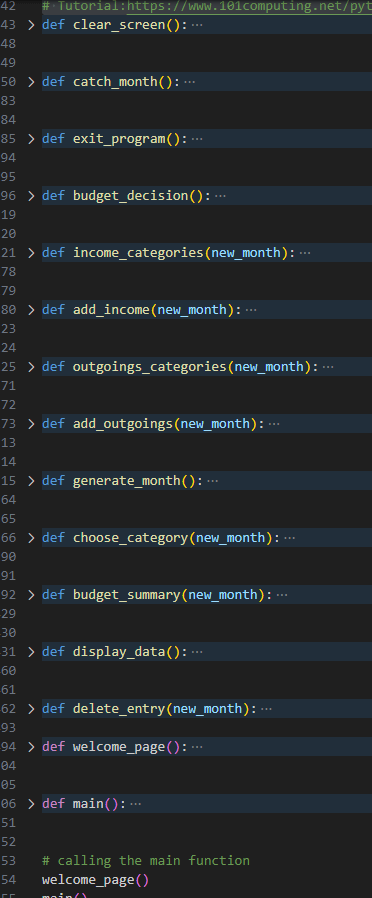 42 # Tutorial:https://www.101computing.net/pyt
43 > def clear_screen(): ···
48
49
50 > def catch_month(): ···
83
84
85 > def exit_program(): ···
94
95
96 > def budget_decision(): ···
19
20
21 > def income_categories(new_month): ···
78
79
80 > def add_income(new_month): ···
23
24
25 > def outgoings_categories(new_month): ···
71
72
73 > def add_outgoings(new_month): ···
13
14
15 > def generate_month(): ···
64
65
66 > def choose_category(new_month): ···
90
91
92 > def budget_summary(new_month): ···
29
30
31 > def display_data(): ···
60
61
62 > def delete_entry(new_month): ···
93
94 > def welcome_page(): ···
04
05
06 > def main(): ···
51
52
53 # calling the main function
54 welcome_page()
55 main()